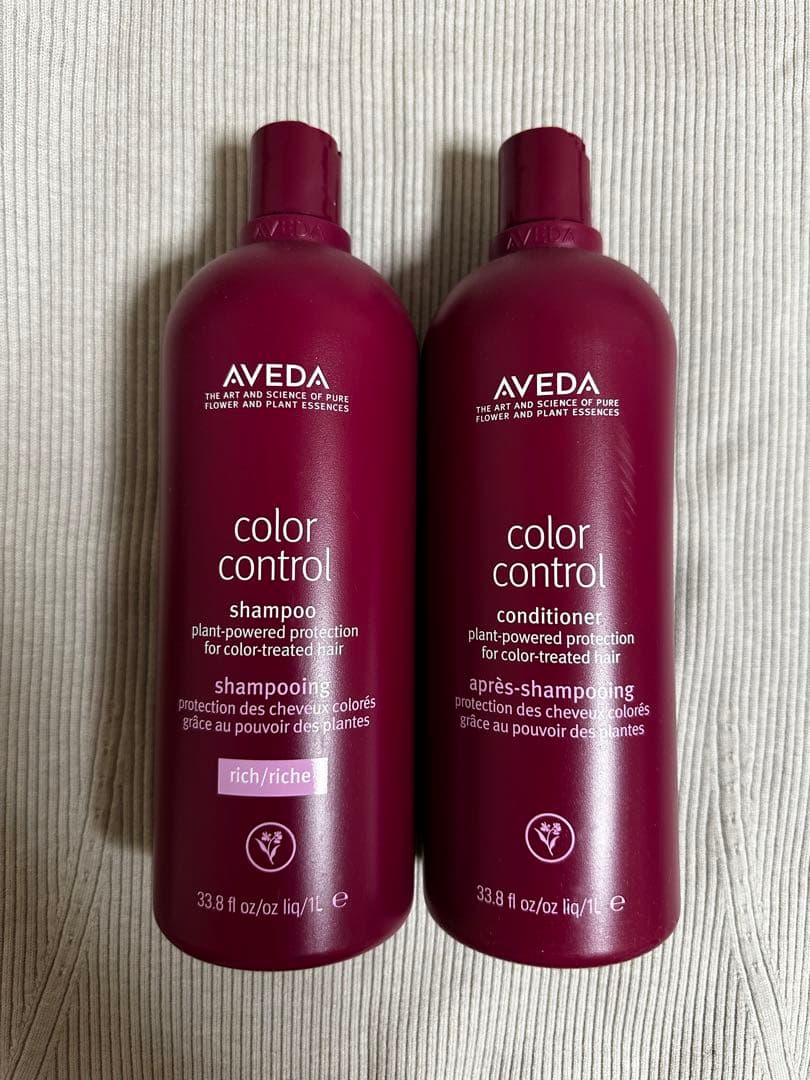 AVEDA
AVEDA
THE ART AND SCIENCE OF PURE
FLOWER AND PLANT ESSENCES
color
control
shampoo
plant-powered protection
for color-treated hair
shampooing
protection des cheveux colorés
grâce au pouvoir des plantes
rich/riche
33.8 fl oz/oz liq/1L e
AVEDA
AVEDA
THE ART AND SCIENCE OF PURE
FLOWER AND PLANT ESSENCES
color
control
conditioner
plant-powered protection
for color-treated hair
après-shampooing
protection des cheveux colorés
grâce au pouvoir des plantes
33.8 fl oz/oz liq/1L e